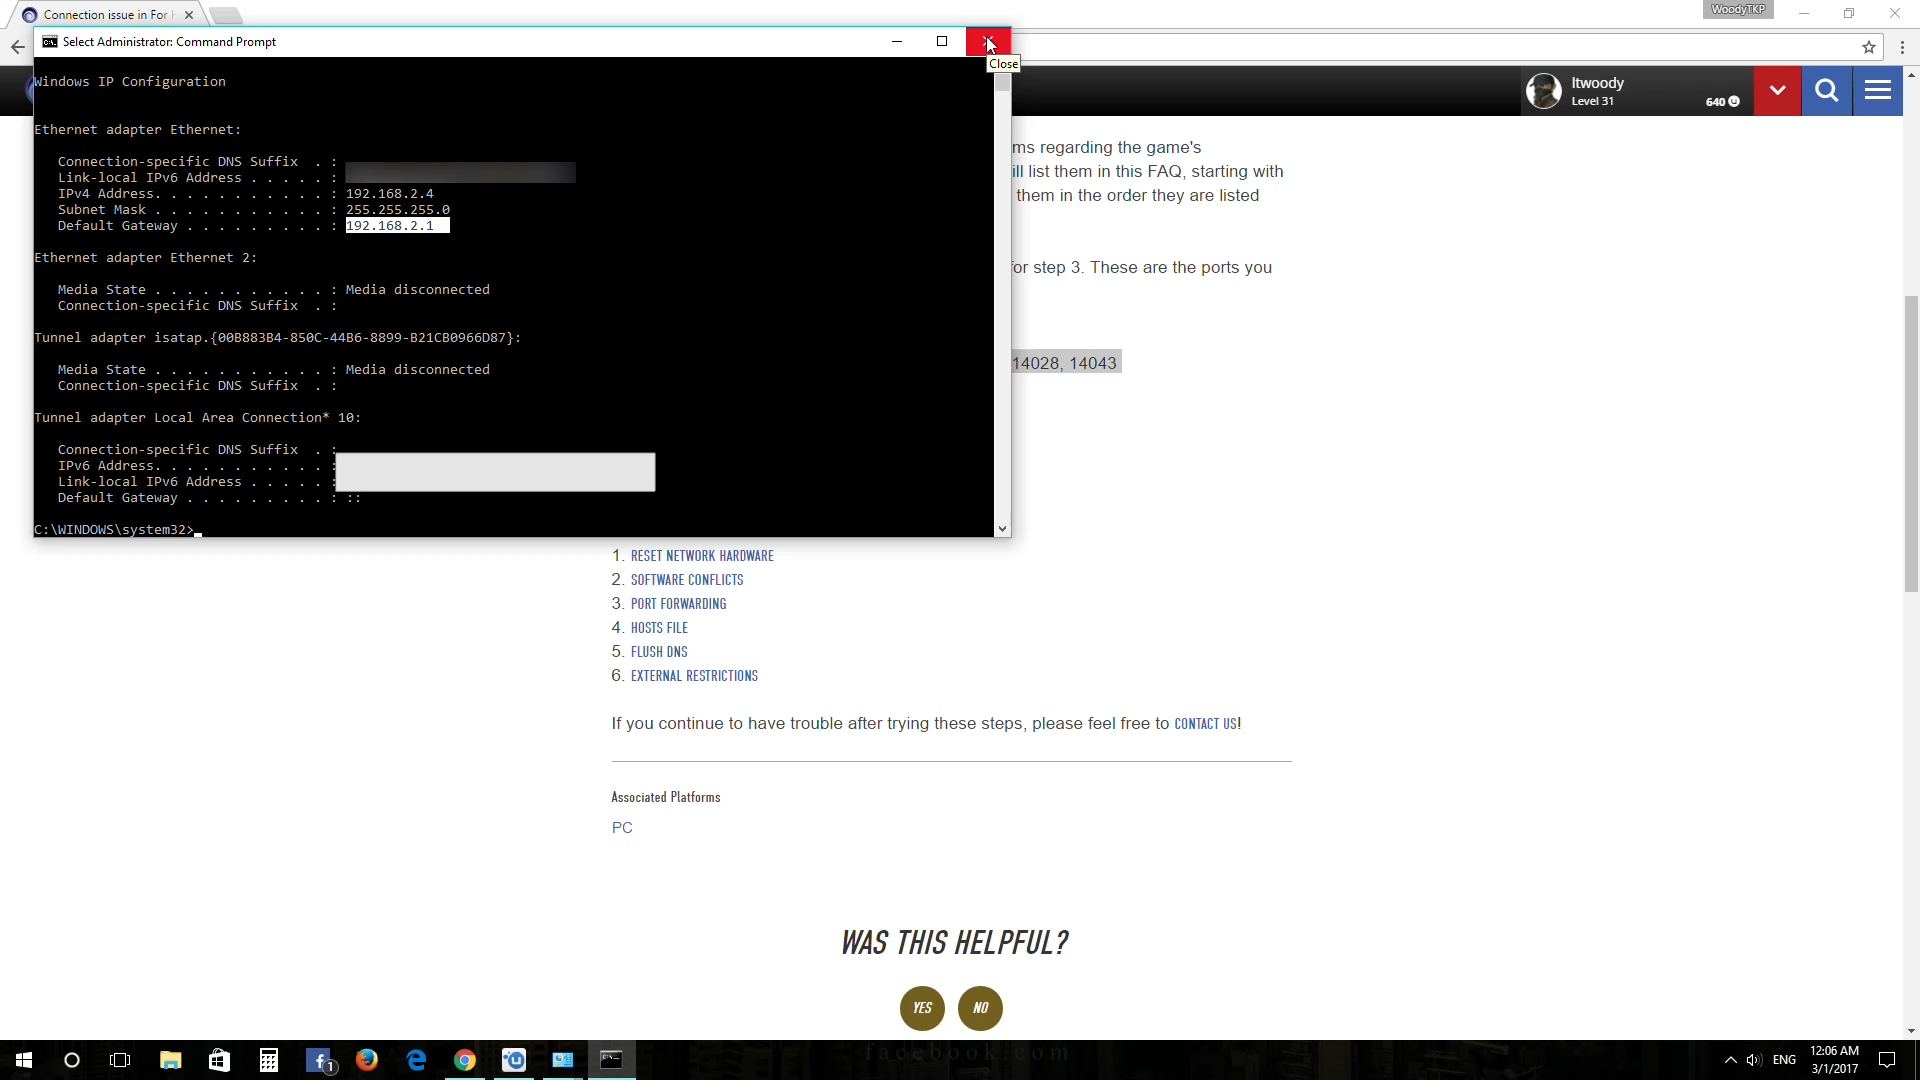 Connection issue in For
WoodyTKP
Select Administrator: Command Prompt
Close
Windows IP Configuration
ltwoody
Level 31
640
Ethernet adapter Ethernet:
Connection-specific DNS Suffix  . :
Link-local IPv6 Address . . . . . :
IPv4 Address. . . . . . . . . . . : 192.168.2.4
Subnet Mask . . . . . . . . . . . : 255.255.255.0
Default Gateway . . . . . . . . . : 192.168.2.1
Ethernet adapter Ethernet 2:
Media State . . . . . . . . . . . : Media disconnected
Connection-specific DNS Suffix  . :
Tunnel adapter isatap.{00B883B4-850C-44B6-8899-B21CB0966D87}:
Media State . . . . . . . . . . . : Media disconnected
Connection-specific DNS Suffix  . :
Tunnel adapter Local Area Connection* 10:
Connection-specific DNS Suffix  . :
IPv6 Address. . . . . . . . . . . :
Link-local IPv6 Address . . . . . :
Default Gateway . . . . . . . . . : ::
C:\WINDOWS\system32>
ms regarding the game's
ill list them in this FAQ, starting with
them in the order they are listed
for step 3. These are the ports you
14028, 14043
1. RESET NETWORK HARDWARE
2. SOFTWARE CONFLICTS
3. PORT FORWARDING
4. HOSTS FILE
5. FLUSH DNS
6. EXTERNAL RESTRICTIONS
If you continue to have trouble after trying these steps, please feel free to CONTACT US!
Associated Platforms
PC
WAS THIS HELPFUL?
YES
NO
1
facebook.com
ENG
12:06 AM
3/1/2017